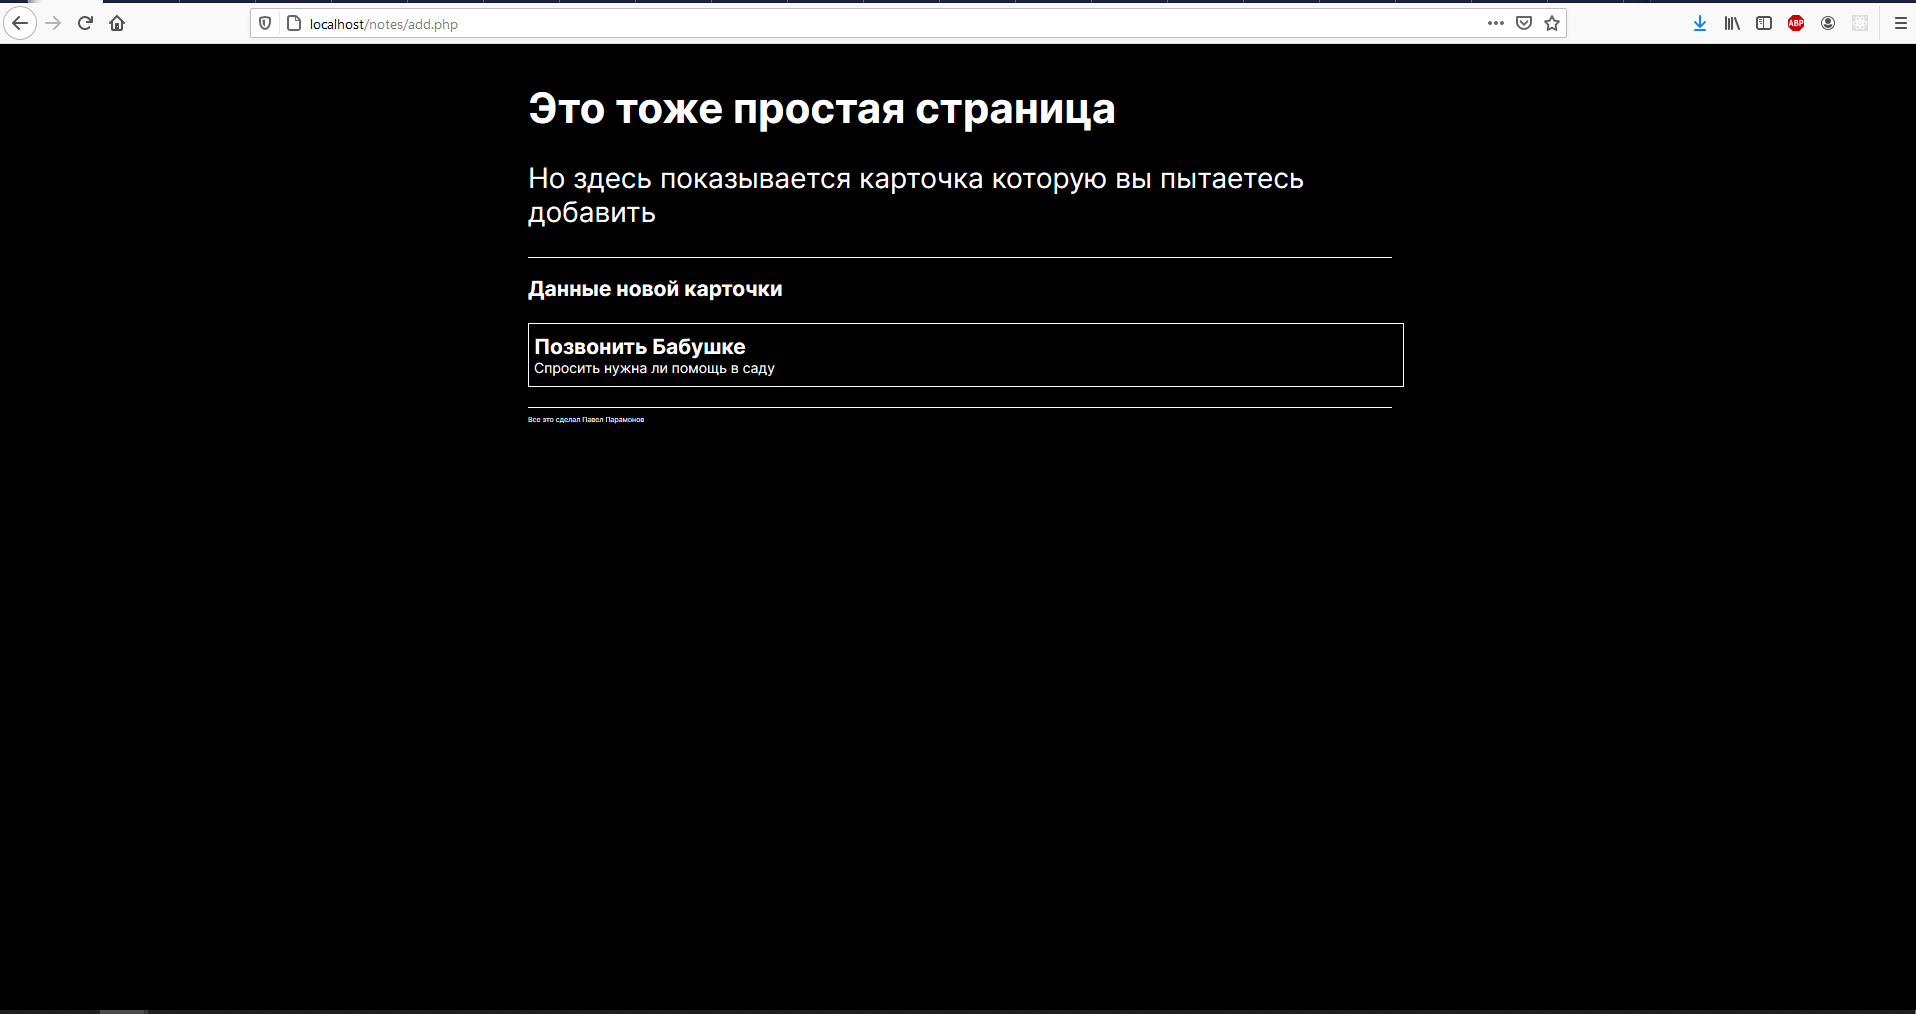 localhost/notes/add.php
ABP
Это тоже простая страница
Но здесь показывается карточка которую вы пытаетесь
добавить
Данные новой карточки
Позвонить Бабушке
Спросить нужна ли помощь в саду
Все это сделал Павел Парамонов